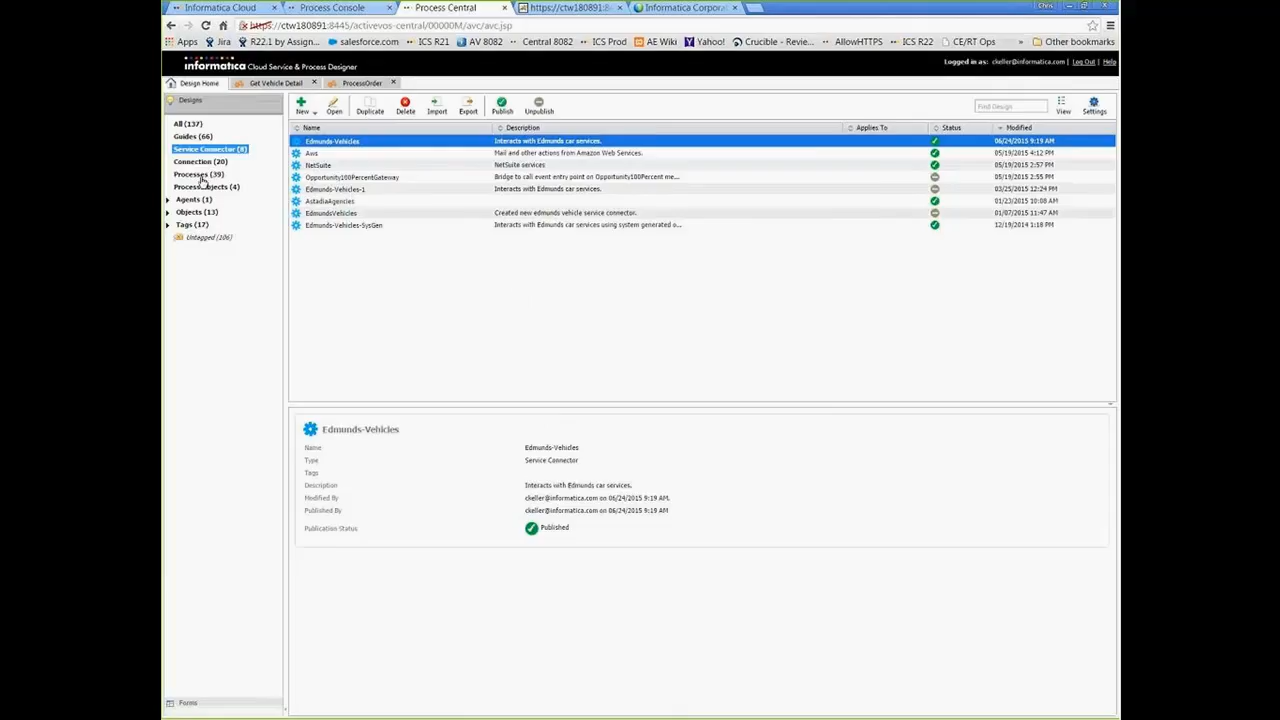 Informatica Cloud × Process Console × Process Central × https://ctw180891:8 × Informatica Corpora × Chris
https://ctw180891:8445/activevos-central/00000M/avc/avc.jsp
Apps Jira R22.1 by Assign... salesforce.com ICS R21 AV 8082 Central 8082 ICS Prod AE Wiki Yahoo! Crucible - Revie... AllowHTTPS ICS R22 CE/RT Ops » Other bookmarks
informatica Cloud Service & Process Designer Logged in as: ckeller@informatica.com | Log Out | Help
Design Home Get Vehicle Detail × ProcessOrder ×
Designs
New Open Duplicate Delete Import Export Publish Unpublish Find Design View Settings
All (137)
Guides (66)
Service Connector (8)
Connection (20)
Processes (39)
Process Objects (4)
Agents (1)
Objects (13)
Tags (17)
Untagged (106)
Name Description Applies To Status Modified
Edmunds-Vehicles Interacts with Edmunds car services. 06/24/2015 9:19 AM
Aws Mail and other actions from Amazon Web Services. 05/19/2015 4:12 PM
NetSuite NetSuite services 05/19/2015 2:57 PM
Opportunity100PercentGateway Bridge to call event entry point on Opportunity100Percent me... 05/19/2015 2:55 PM
Edmunds-Vehicles-1 Interacts with Edmunds car services. 03/25/2015 12:24 PM
AstadiaAgencies 01/23/2015 10:08 AM
EdmundsVehicles Created new edmunds vehicle service connector. 01/07/2015 11:47 AM
Edmunds-Vehicles-SysGen Interacts with Edmunds car services using system generated o... 12/19/2014 1:18 PM
Edmunds-Vehicles
Name Edmunds-Vehicles
Type Service Connector
Tags
Description Interacts with Edmunds car services.
Modified By ckeller@informatica.com on 06/24/2015 9:19 AM.
Published By ckeller@informatica.com on 06/24/2015 9:19 AM
Publication Status Published
Forms